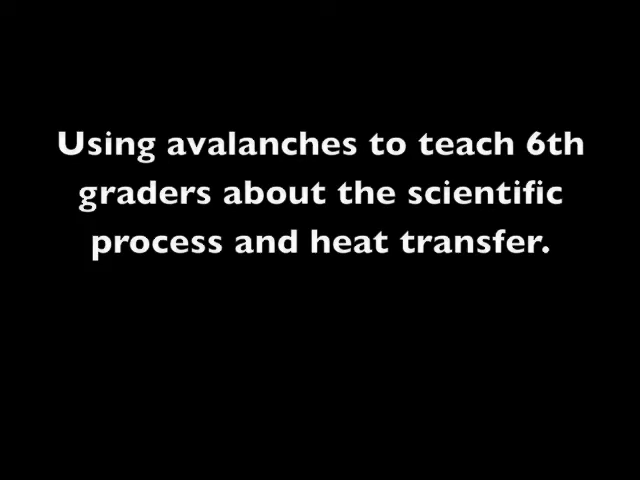 Using avalanches to teach 6th
graders about the scientific
process and heat transfer.